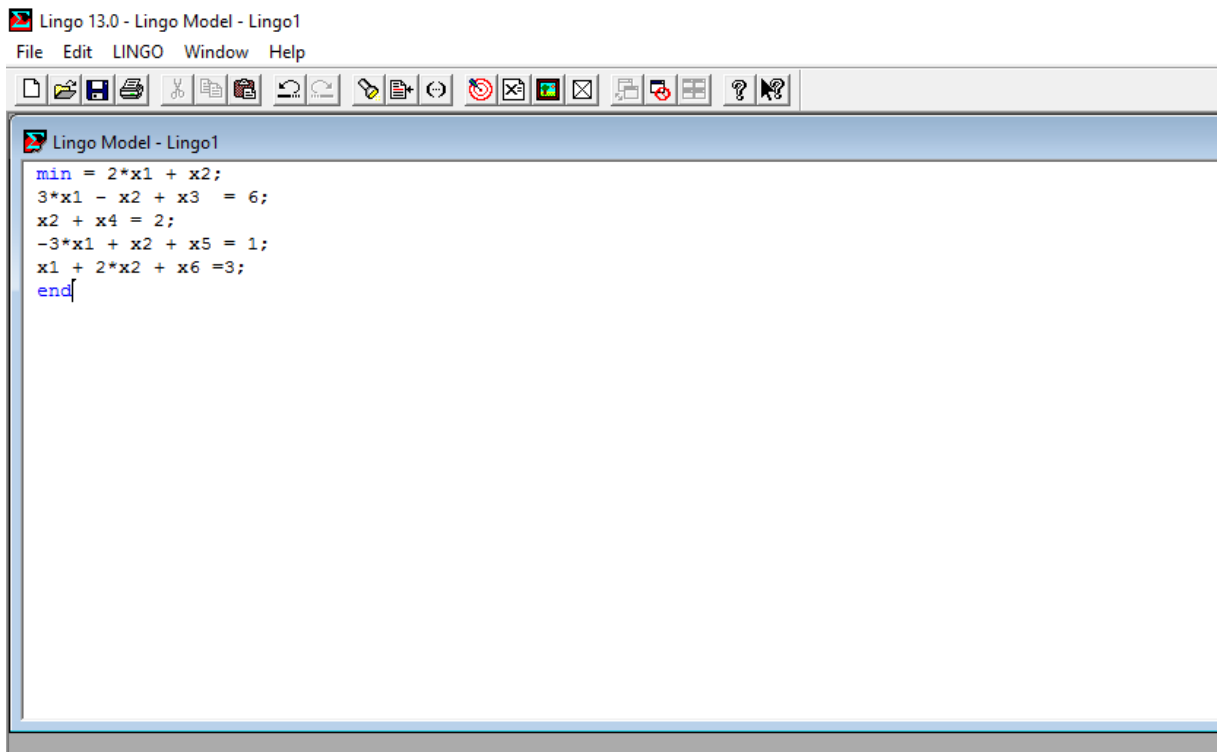 Lingo 13.0 - Lingo Model - Lingo1
File Edit LINGO Window Help
Lingo Model - Lingo1
min = 2*x1 + x2;
3*x1 - x2 + x3  = 6;
x2 + x4 = 2;
-3*x1 + x2 + x5 = 1;
x1 + 2*x2 + x6 =3;
end